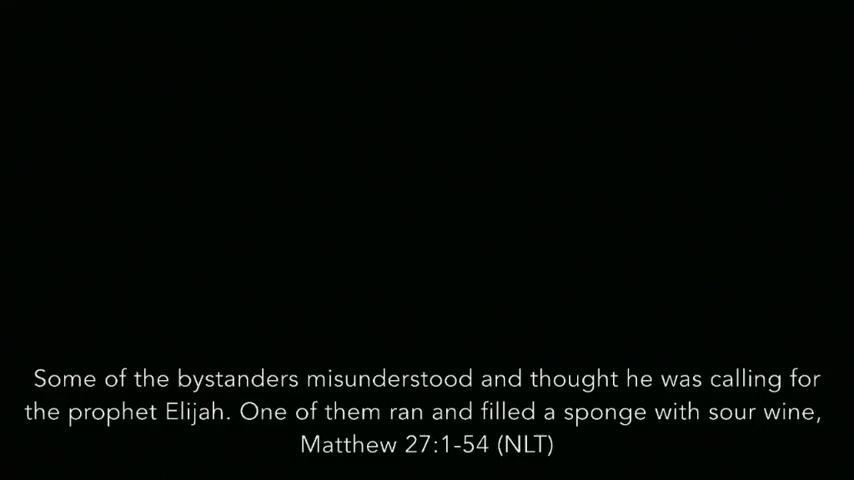 Some of the bystanders misunderstood and thought he was calling for
the prophet Elijah. One of them ran and filled a sponge with sour wine,
Matthew 27:1-54 (NLT)